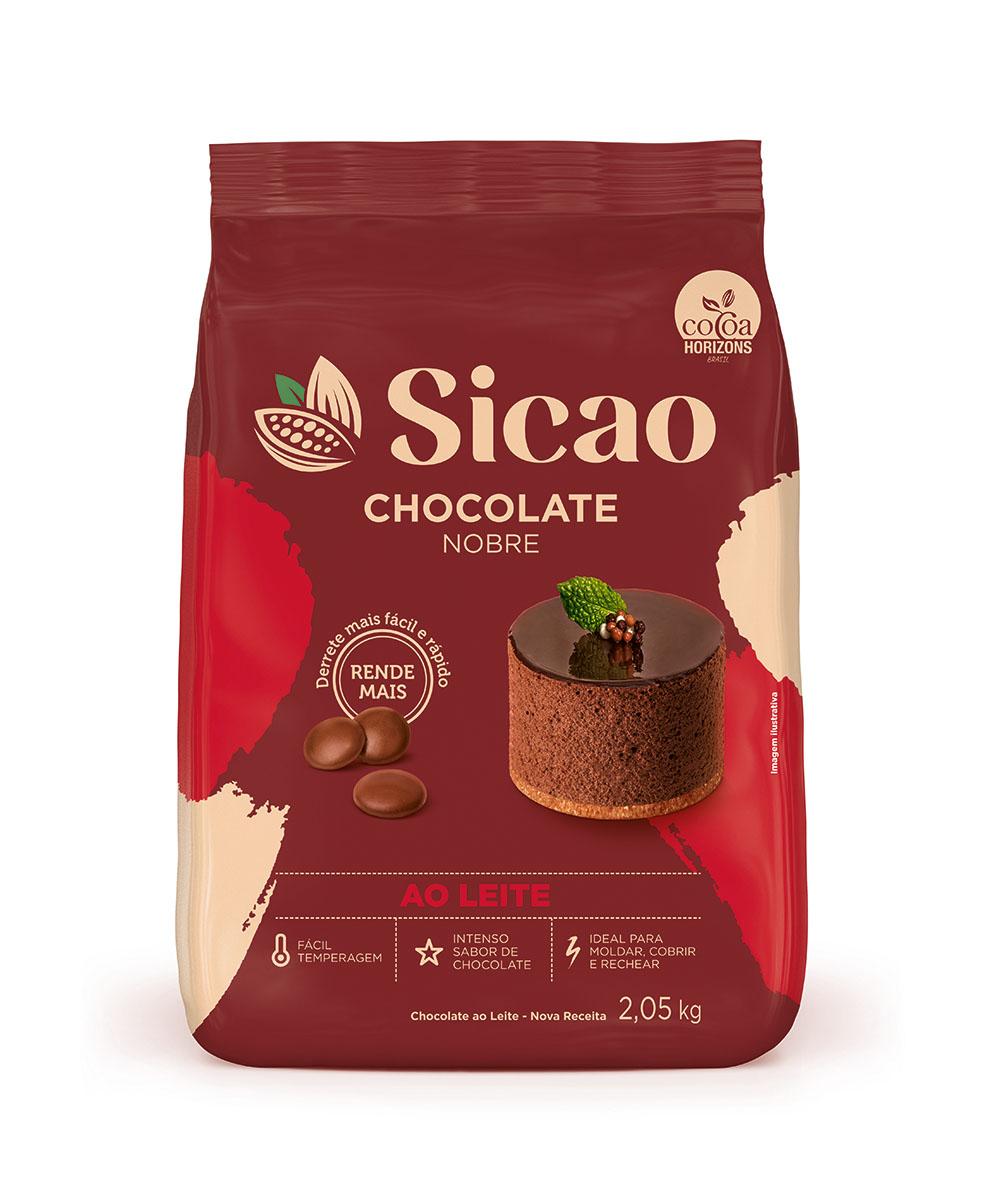 cocoa
HORIZONS
BRASIL
Sicao
CHOCOLATE
NOBRE
Derrete mais fácil e rápido
RENDE
MAIS
Imagem ilustrativa
AO LEITE
FÁCIL
TEMPERAGEM
INTENSO
SABOR DE
CHOCOLATE
IDEAL PARA
MOLDAR, COBRIR
E RECHEAR
Chocolate ao Leite - Nova Receita 2,05 kg